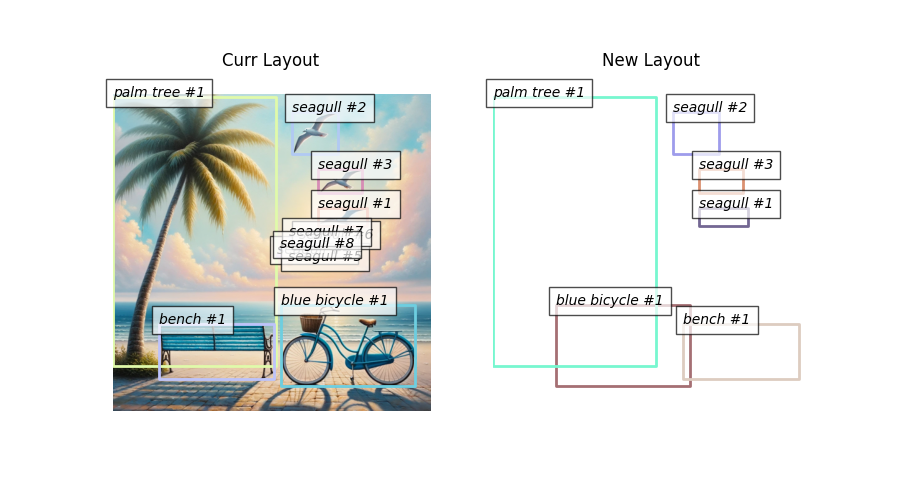 Curr Layout
palm tree #1
seagull #2
seagull #3
seagull #1
seagull #7
seagull #8
seagull #5
blue bicycle #1
bench #1
New Layout
palm tree #1
seagull #2
seagull #3
seagull #1
blue bicycle #1
bench #1